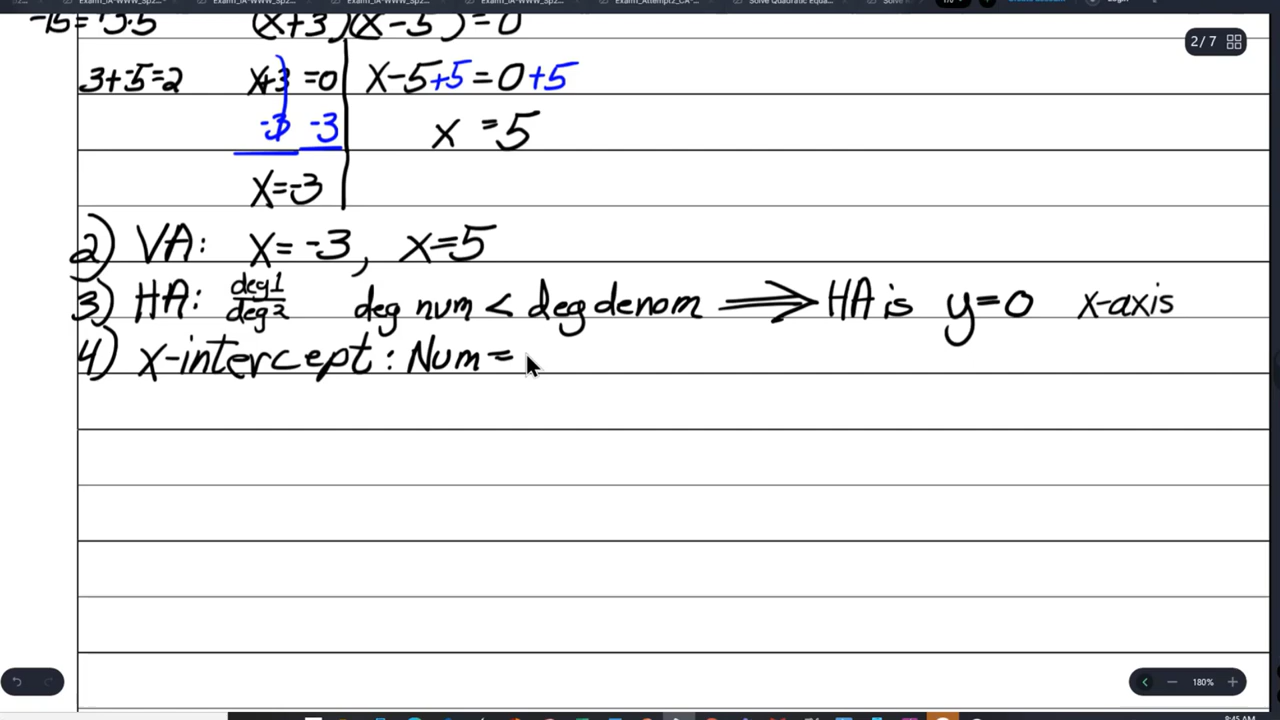 -15=3·-5 (x+3)(x-5)=0
2/7
3+-5=2 x+3=0 x-5+5=0+5
-3 -3 x=5
x=-3
2) VA: x=-3, x=5
3) HA: deg1/deg2 deg num < deg denom ⟹ HA is y=0 x-axis
4) x-intercept: Num=
180%